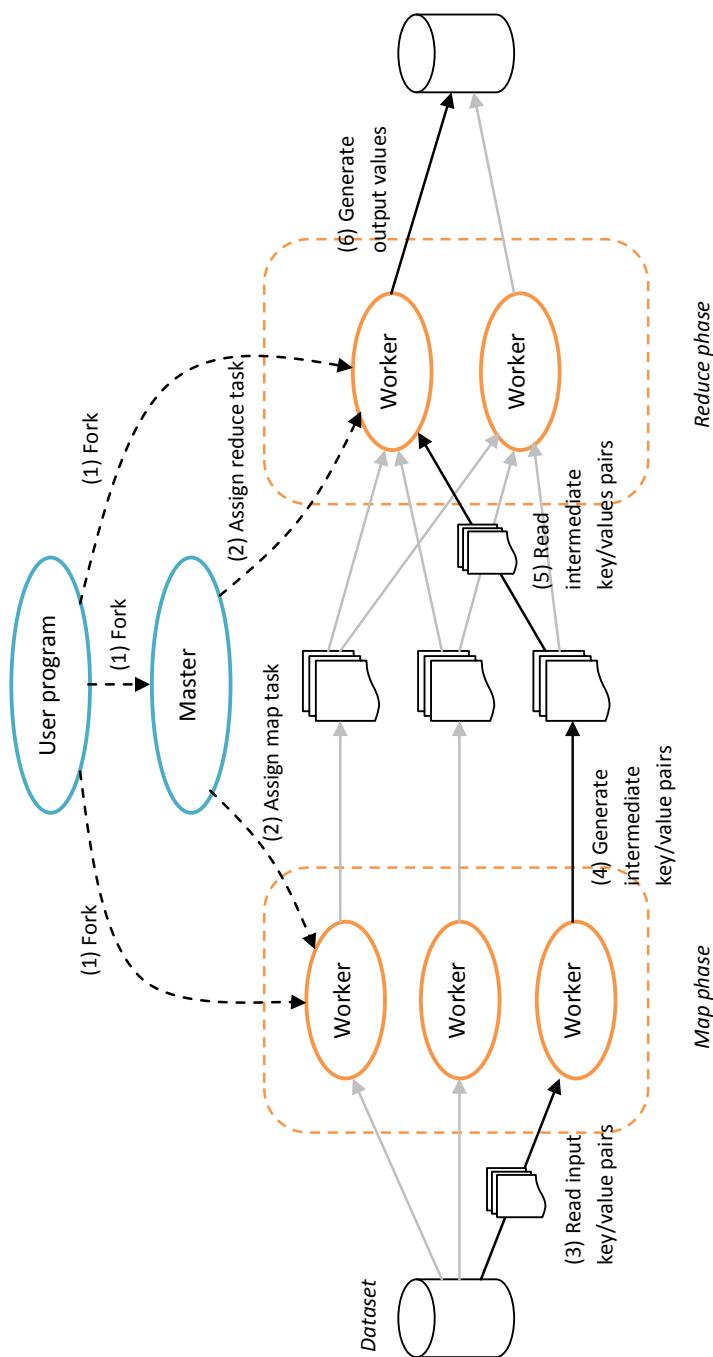 User program
(1) Fork
(1) Fork
(1) Fork
Master
(2) Assign map task
(2) Assign reduce task
Dataset
Worker
Worker
Worker
Worker
Worker
(3) Read input
key/value pairs
(4) Generate
intermediate
key/value pairs
(5) Read
intermediate
key/values pairs
(6) Generate
output values
Map phase
Reduce phase